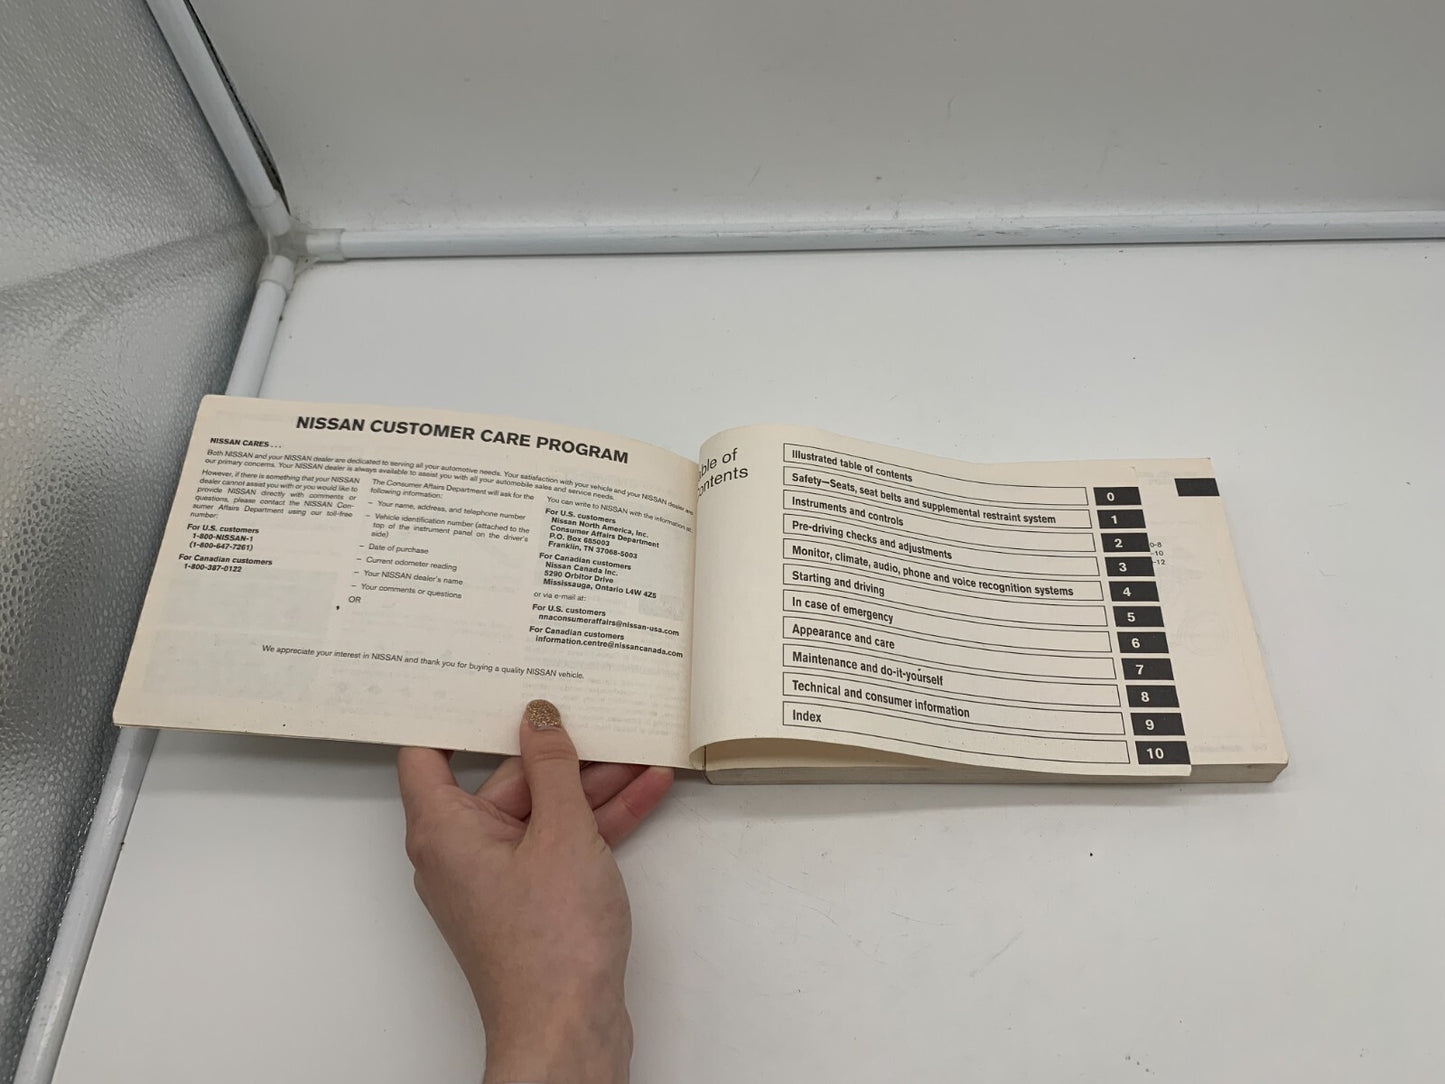 NISSAN CUSTOMER CARE PROGRAM
NISSAN CARES . . .
Both NISSAN and your NISSAN dealer are dedicated to serving all your automotive needs. Your satisfaction with your vehicle and your NISSAN dealer are
our primary concerns. Your NISSAN dealer is always available to assist you with all your automobile sales and service needs.
However, if there is something that your NISSAN
dealer cannot assist you with or you would like to
provide NISSAN directly with comments or
questions, please contact the NISSAN Con-
sumer Affairs Department using our toll-free
number:
For U.S. customers
1-800-NISSAN-1
(1-800-647-7261)
For Canadian customers
1-800-387-0122
The Consumer Affairs Department will ask for the
following information:
– Your name, address, and telephone number
– Vehicle identification number (attached to the
top of the instrument panel on the driver's
side)
– Date of purchase
– Current odometer reading
– Your NISSAN dealer's name
– Your comments or questions
OR
You can write to NISSAN with the information at:
For U.S. customers
Nissan North America, Inc.
Consumer Affairs Department
P.O. Box 685003
Franklin, TN 37068-5003
For Canadian customers
Nissan Canada Inc.
5290 Orbitor Drive
Mississauga, Ontario L4W 4Z5
or via e-mail at:
For U.S. customers
nnaconsumeraffairs@nissan-usa.com
For Canadian customers
information.centre@nissancanada.com
We appreciate your interest in NISSAN and thank you for buying a quality NISSAN vehicle.
of
Illustrated table of contents
0
Safety—Seats, seat belts and supplemental restraint system
1
Instruments and controls
2
Pre-driving checks and adjustments
3
Monitor, climate, audio, phone and voice recognition systems
4
Starting and driving
5
In case of emergency
6
Appearance and care
7
Maintenance and do-it-yourself
8
Technical and consumer information
9
Index
10